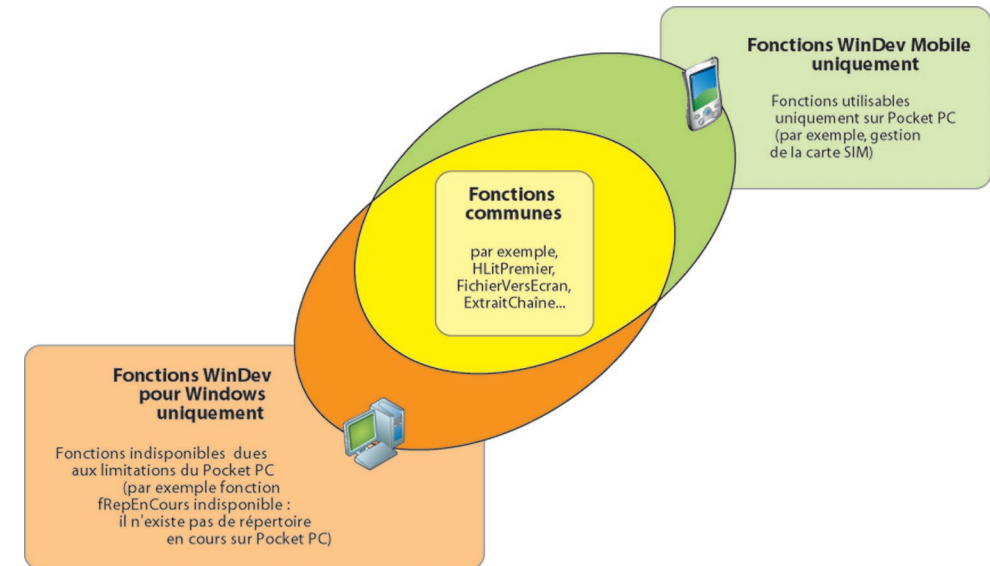 Fonctions WinDev Mobile
uniquement
Fonctions utilisables
uniquement sur Pocket PC
(par exemple, gestion
de la carte SIM)
Fonctions
communes
par exemple,
HLitPremier,
FichierVersEcran,
ExtraitChaîne...
Fonctions WinDev
pour Windows
uniquement
Fonctions indisponibles dues
aux limitations du Pocket PC
(par exemple fonction
fRepEnCours indisponible :
il n'existe pas de répertoire
en cours sur Pocket PC)